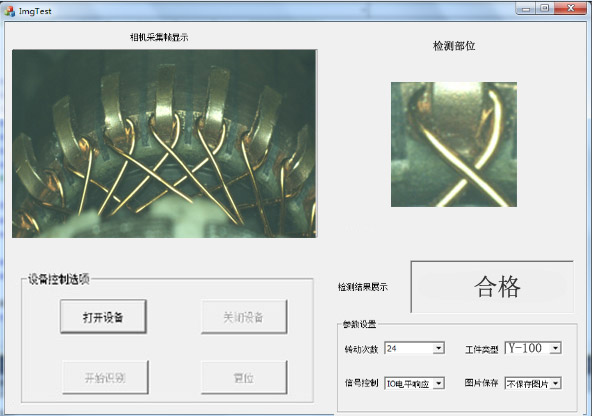 ImgTest
相机采集帧显示
检测部位
设备控制选项
打开设备
关闭设备
开始识别
复位
检测结果展示
合格
参数设置
转动次数 24
工件类型 Y-100
信号控制 IO电平响应
图片保存 不保存图片